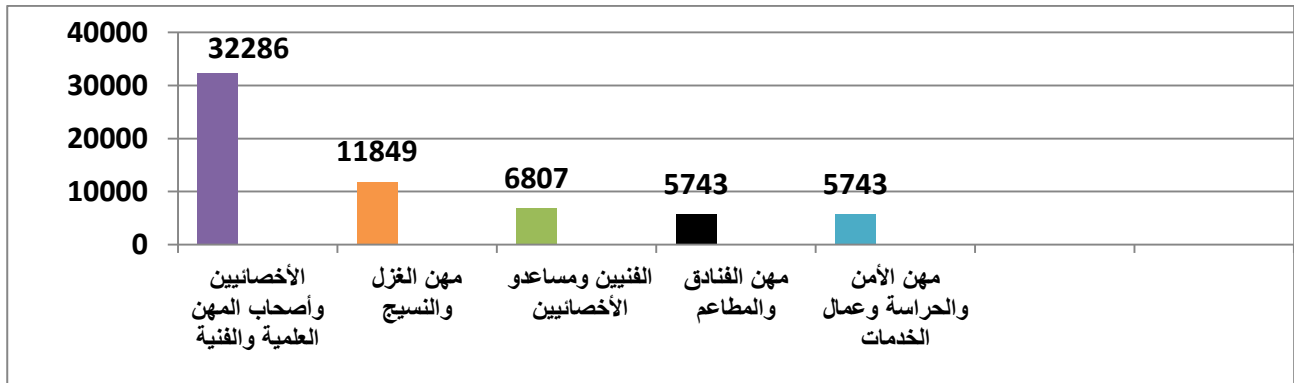 40000
30000
20000
10000
0
32286
11849
6807
5743
5743
الأخصائيين
وأصحاب المهن
العلمية والفنية
مهن الغزل
والنسيج
الفنيين ومساعدو
الأخصائيين
مهن الفنادق
والمطاعم
مهن الأمن
والحراسة وعمال
الخدمات